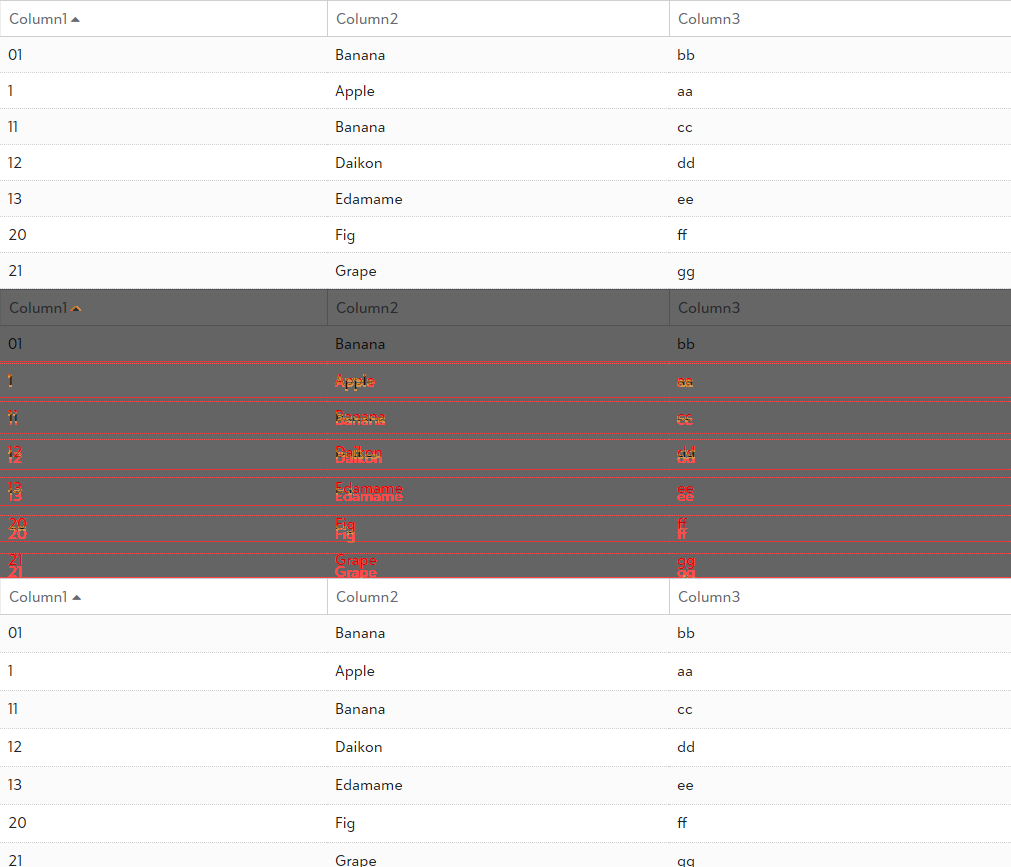 Column1 Column2 Column3
01 Banana bb
1 Apple aa
11 Banana cc
12 Daikon dd
13 Edamame ee
20 Fig ff
21 Grape gg
Column1 Column2 Column3
01 Banana bb
1 Apple aa
11 Banana cc
12 Daikon dd
13 Edamame ee
20 Fig ff
21 Grape gg
Column1 Column2 Column3
01 Banana bb
1 Apple aa
11 Banana cc
12 Daikon dd
13 Edamame ee
20 Fig ff
21 Grape gg